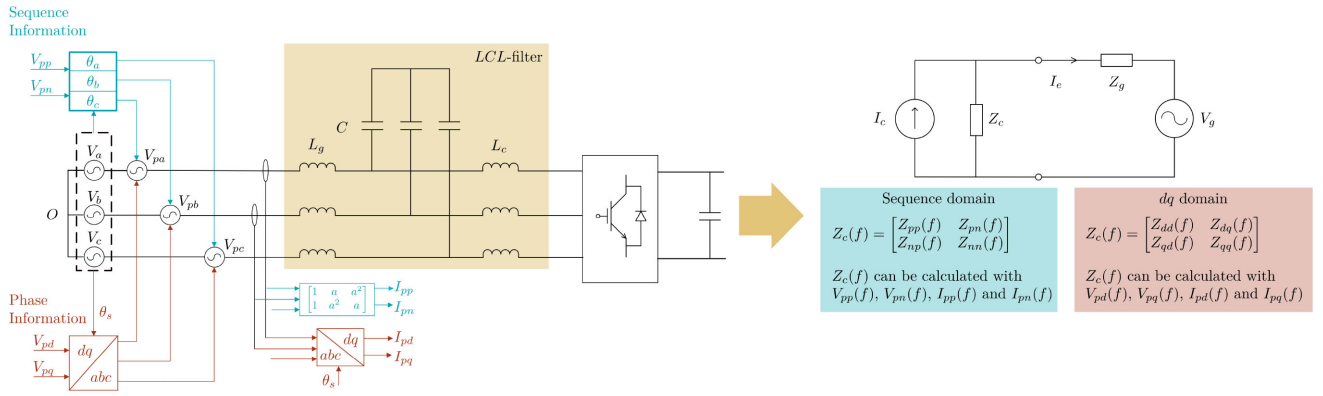 Sequence
Information
V_pp
V_pn
θ_a
θ_b
θ_c
V_a
V_b
V_c
O
V_pa
V_pb
V_pc
LCL-filter
C
L_g
L_c
Phase
Information
θ_s
V_pd
V_pq
dq
abc
[1 a a²]
[1 a² a]
I_pp
I_pn
dq
abc
θ_s
I_pd
I_pq
I_c
Z_c
I_e
Z_g
V_g
Sequence domain
Z_c(f) = [Z_pp(f) Z_pn(f)]
[Z_np(f) Z_nn(f)]
Z_c(f) can be calculated with
V_pp(f), V_pn(f), I_pp(f) and I_pn(f)
dq domain
Z_c(f) = [Z_dd(f) Z_dq(f)]
[Z_qd(f) Z_qq(f)]
Z_c(f) can be calculated with
V_pd(f), V_pq(f), I_pd(f) and I_pq(f)